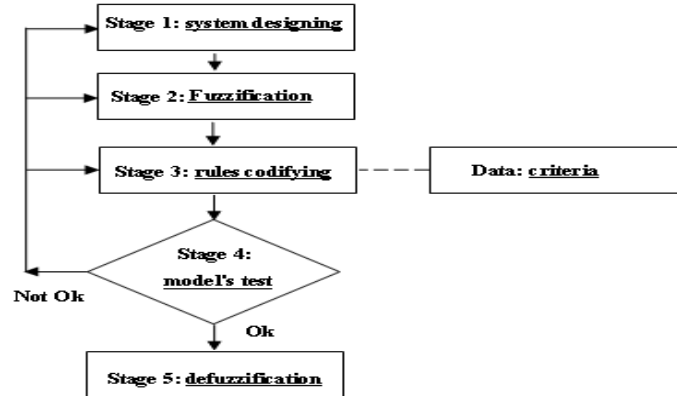 Stage 1: system designing
Stage 2: Fuzzification
Stage 3: rules codifying
Data: criteria
Stage 4:
model's test
Not Ok
Ok
Stage 5: defuzzification